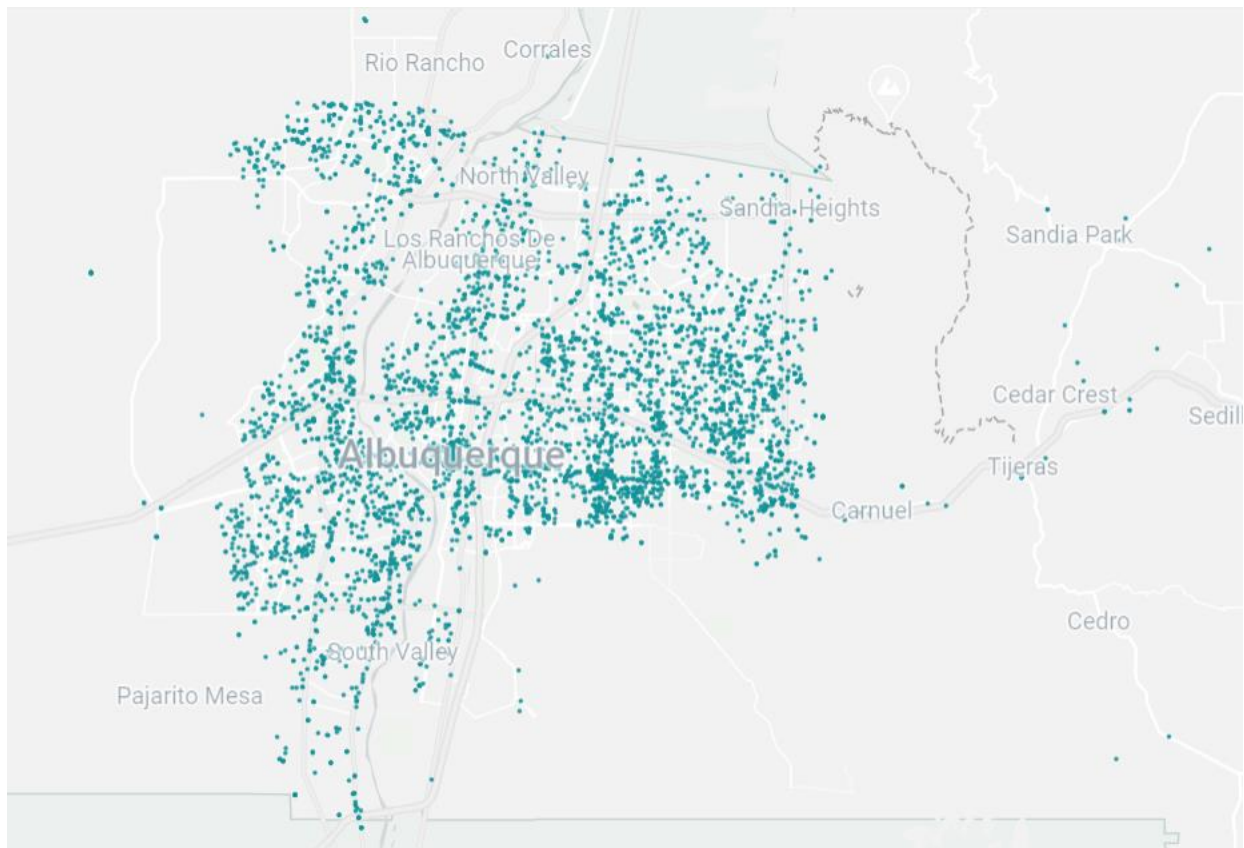 Corrales
Rio Rancho
North Valley
Sandia Heights
Los Ranchos De
Albuquerque
Sandia Park
Cedar Crest
Sedill
Albuquerque
Tijeras
Carnuel
Cedro
South Valley
Pajarito Mesa